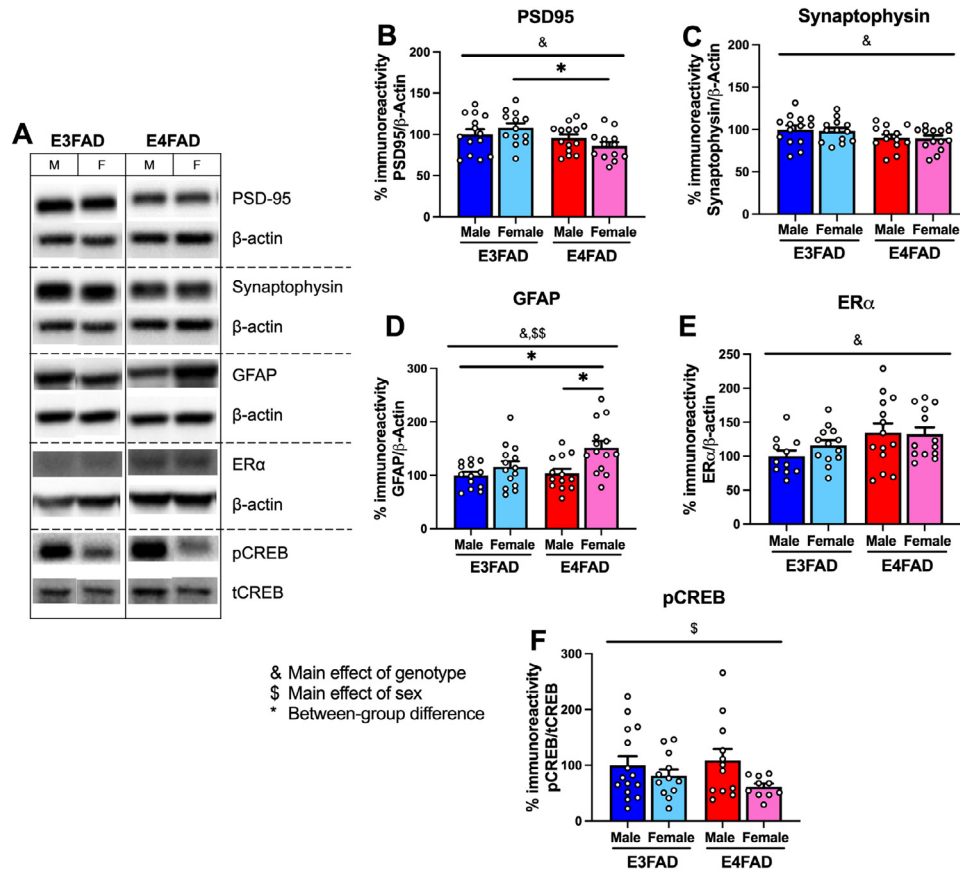 A
E3FAD E4FAD
M F M F
PSD-95
β-actin
Synaptophysin
β-actin
GFAP
β-actin
ERα
β-actin
pCREB
tCREB
B
PSD95
&
*
% immunoreactivity
PSD95/β-Actin
200
150
100
50
0
Male Female Male Female
E3FAD E4FAD
C
Synaptophysin
&
% immunoreactivity
Synaptophysin/β-Actin
200
150
100
50
0
Male Female Male Female
E3FAD E4FAD
D
GFAP
&,$$
*
*
% immunoreactivity
GFAP/β-Actin
300
200
100
0
Male Female Male Female
E3FAD E4FAD
E
ERα
&
% immunoreactivity
ERα/β-actin
250
200
150
100
50
0
Male Female Male Female
E3FAD E4FAD
& Main effect of genotype
$ Main effect of sex
* Between-group difference
F
pCREB
$
% immunoreactivity
pCREB/tCREB
300
200
100
0
Male Female Male Female
E3FAD E4FAD